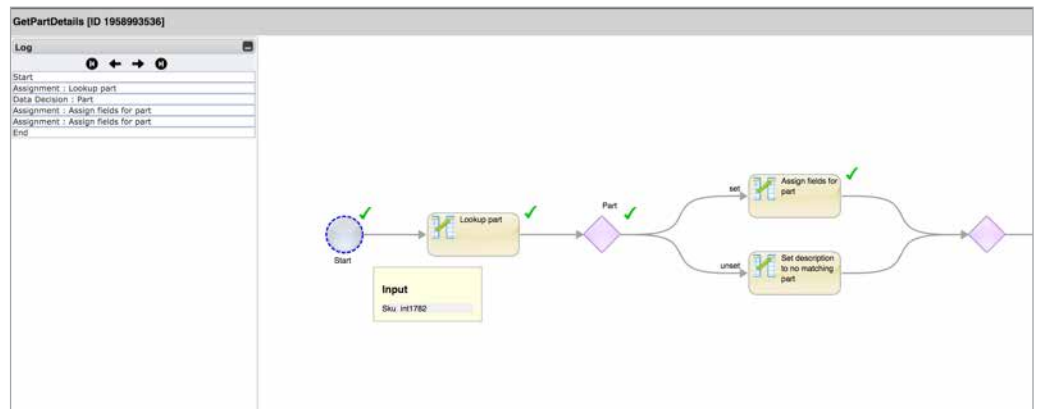 GetPartDetails [ID 1958993536]
Log
Start
Assignment : Lookup part
Data Decision : Part
Assignment : Assign fields for part
Assignment : Assign fields for part
End
Start
Lookup part
Part
set
Assign fields for
part
unset
Set description
to no matching
part
Input
Sku int1782